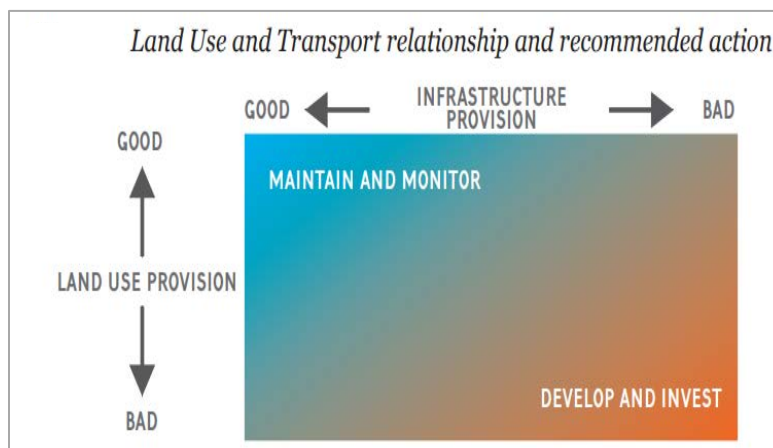 Land Use and Transport relationship and recommended action
GOOD
INFRASTRUCTURE
PROVISION
BAD
GOOD
MAINTAIN AND MONITOR
LAND USE PROVISION
DEVELOP AND INVEST
BAD